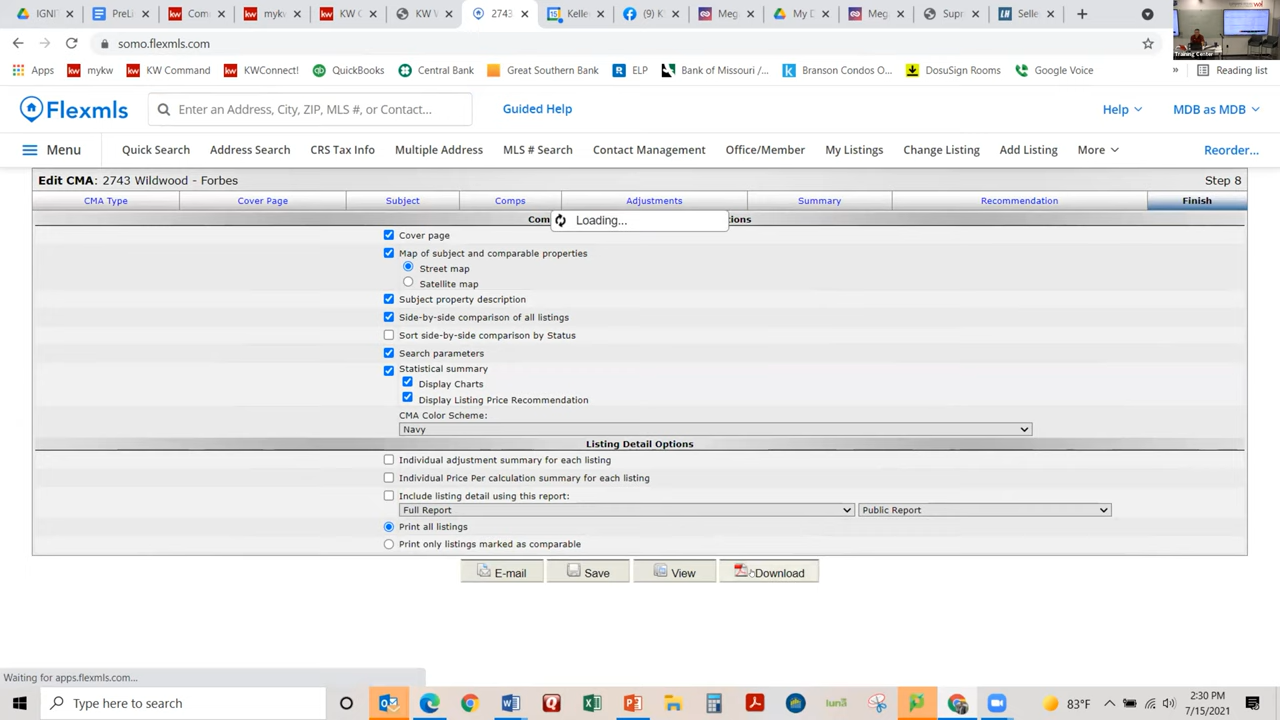 IGNIT
PreLi
Com
myk
KW C
KW V
2743
Kelle
(9) K
Meg
My D
Meg
Supr
Selle
somo.flexmls.com
Training Center
Apps
mykw
KW Command
KWConnect!
QuickBooks
Central Bank
Great Southern Bank
ELP
Bank of Missouri /...
Branson Condos O...
DosuSign Rooms
Google Voice
Reading list
Flexmls
Enter an Address, City, ZIP, MLS #, or Contact...
Guided Help
Help
MDB as MDB
Menu
Quick Search
Address Search
CRS Tax Info
Multiple Address
MLS # Search
Contact Management
Office/Member
My Listings
Change Listing
Add Listing
More
Reorder...
Edit CMA: 2743 Wildwood - Forbes
Step 8
CMA Type
Cover Page
Subject
Comps
Adjustments
Summary
Recommendation
Finish
Loading...
Cover page
Map of subject and comparable properties
Street map
Satellite map
Subject property description
Side-by-side comparison of all listings
Sort side-by-side comparison by Status
Search parameters
Statistical summary
Display Charts
Display Listing Price Recommendation
CMA Color Scheme:
Navy
Listing Detail Options
Individual adjustment summary for each listing
Individual Price Per calculation summary for each listing
Include listing detail using this report:
Full Report
Public Report
Print all listings
Print only listings marked as comparable
E-mail
Save
View
Download
Waiting for apps.flexmls.com...
Type here to search
luna
83°F
2:30 PM
7/15/2021